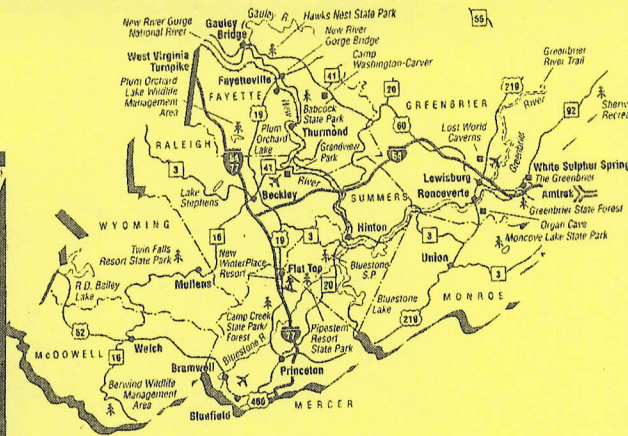 55
New River Gorge
National River
Gauley R.
Hawks Nest State Park
Gauley
Bridge
New River
Gorge Bridge
Camp
Washington-Carver
West Virginia
Turnpike
Fayetteville
41
Greenbrier
River Trail
Plum Orchard
Lake Wildlife
Management
Area
FAYETTE
19
New
Babcock
State Park
20
GREENBRIER
219
River
92
60
Plum
Orchard
Lake
Thurmond
Lost World
Caverns
Greenbrier
RALEIGH
Grandview
Park
3
41
River
64
White Sulphur Spring
The Greenbrier
Lewisburg
Ronceverte
Amtrak
Lake
Stephens
Beckley
SUMMERS
Greenbrier State Forest
WYOMING
16
19
3
Hinton
3
Organ Cave
Moncove Lake State Park
Twin Falls
Resort State Park
New
WinterPlace
Resort
Bluestone
S.P.
Union
R.D. Bailey
Lake
Mullens
Flat Top
20
3
Bluestone
Lake
MONROE
Camp Creek
State Park/
Forest
Pipestem
Resort
State Park
219
52
77
McDOWELL
16
Welch
Bramwell
Bluestone R.
Princeton
Berwind Wildlife
Management
Area
460
Bluefield
MERCER